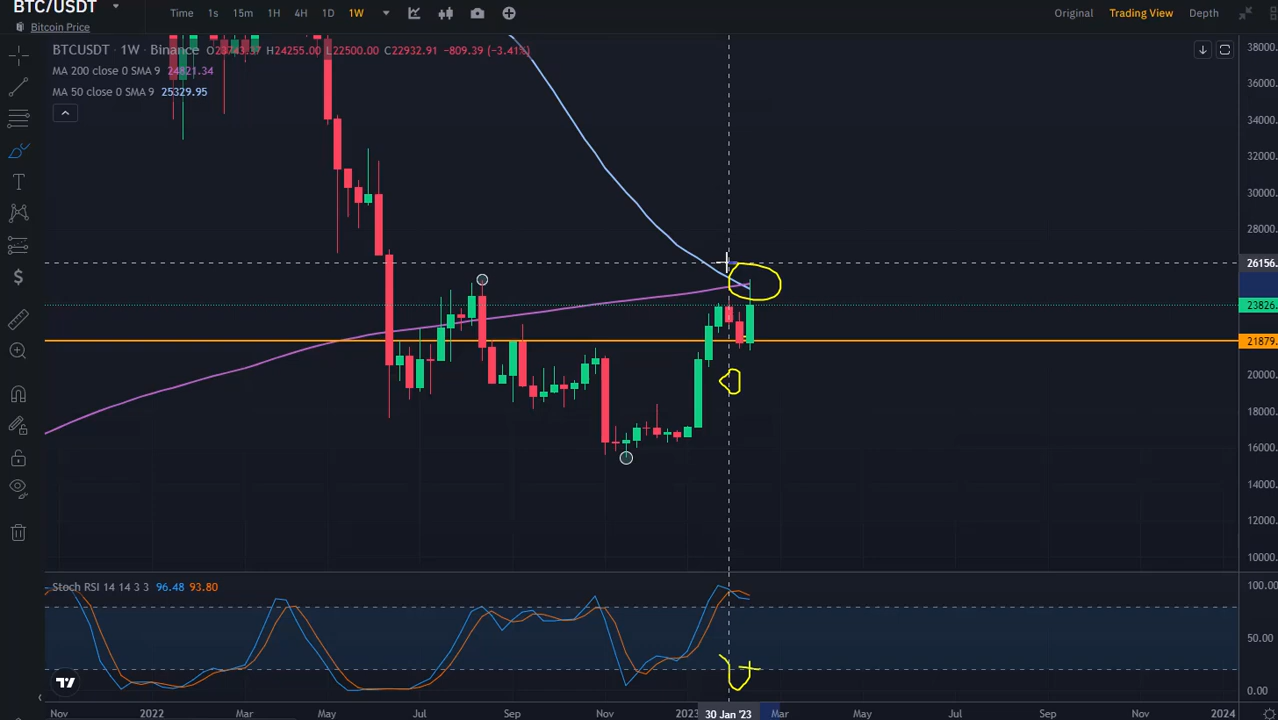 BTC/USDT
Bitcoin Price
Time 1s 15m 1H 4H 1D 1W
Original Trading View Depth
BTCUSDT · 1W · Binance O23743.37 H24255.00 L22500.00 C22932.91 −809.39 (−3.41%)
MA 200 close 0 SMA 9 24821.34
MA 50 close 0 SMA 9 25329.95
38000.
36000.
34000.
32000.
30000.
28000.
26156.
23826.
21879.
20000.
18000.
16000.
14000.
12000.
10000.
Stoch RSI 14 14 3 3 96.48 93.80
100.00
50.00
0.00
Nov 2022 Mar May Jul Sep Nov 2023 30 Jan '23 Mar May Jul Sep Nov 2024